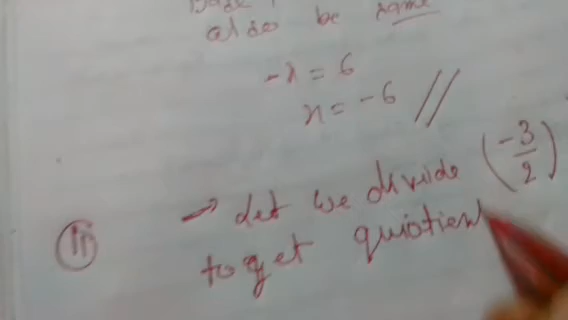 also be same
-x = 6
x = -6 //
(ii) → let we divide (-3/2)
to get quotient